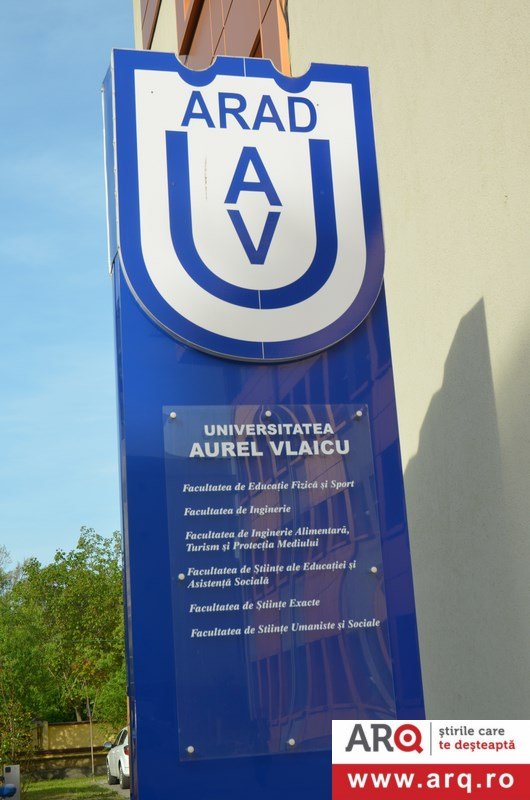 ARAD
U
A
V
UNIVERSITATEA
AUREL VLAICU
Facultatea de Educație Fizică și Sport
Facultatea de Inginerie
Facultatea de Inginerie Alimentară,
Turism și Protecția Mediului
Facultatea de Științe ale Educației și
Asistență Socială
Facultatea de Științe Exacte
Facultatea de Stiințe Umaniste și Sociale
ARQ
știrile care
te deșteaptă
www.arq.ro